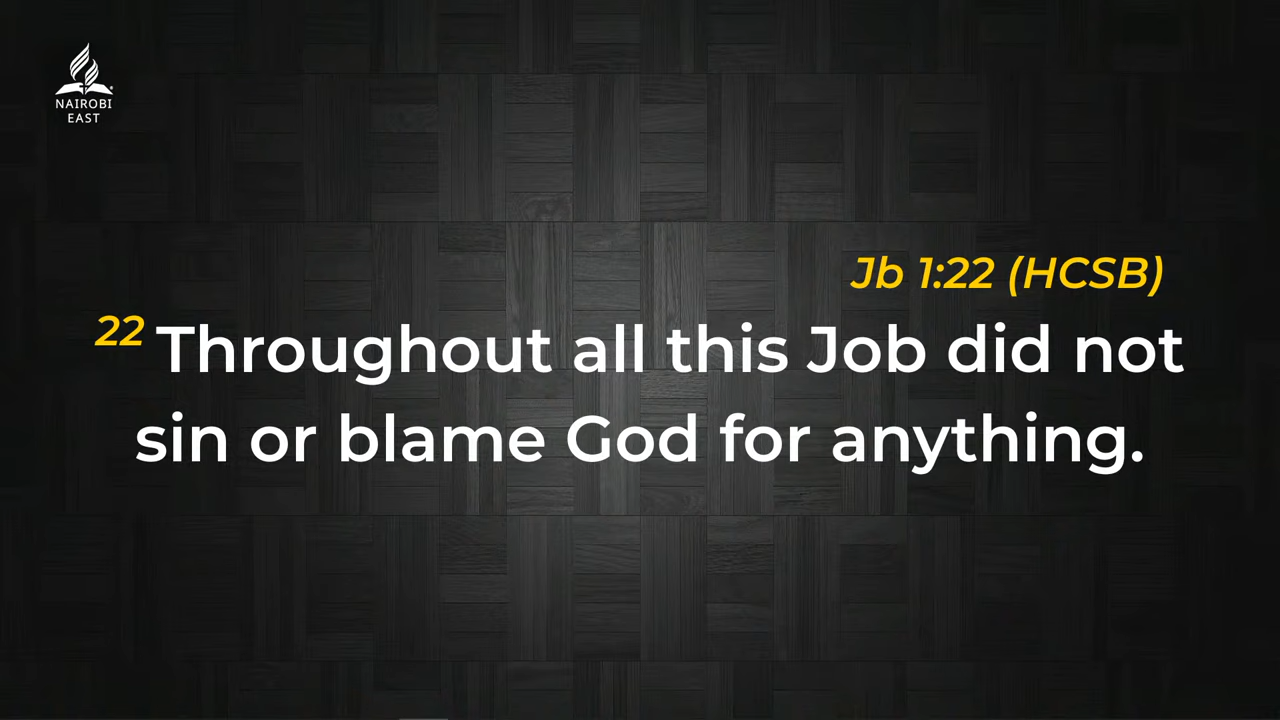 NAIROBI
EAST
Jb 1:22 (HCSB)
22 Throughout all this Job did not
sin or blame God for anything.